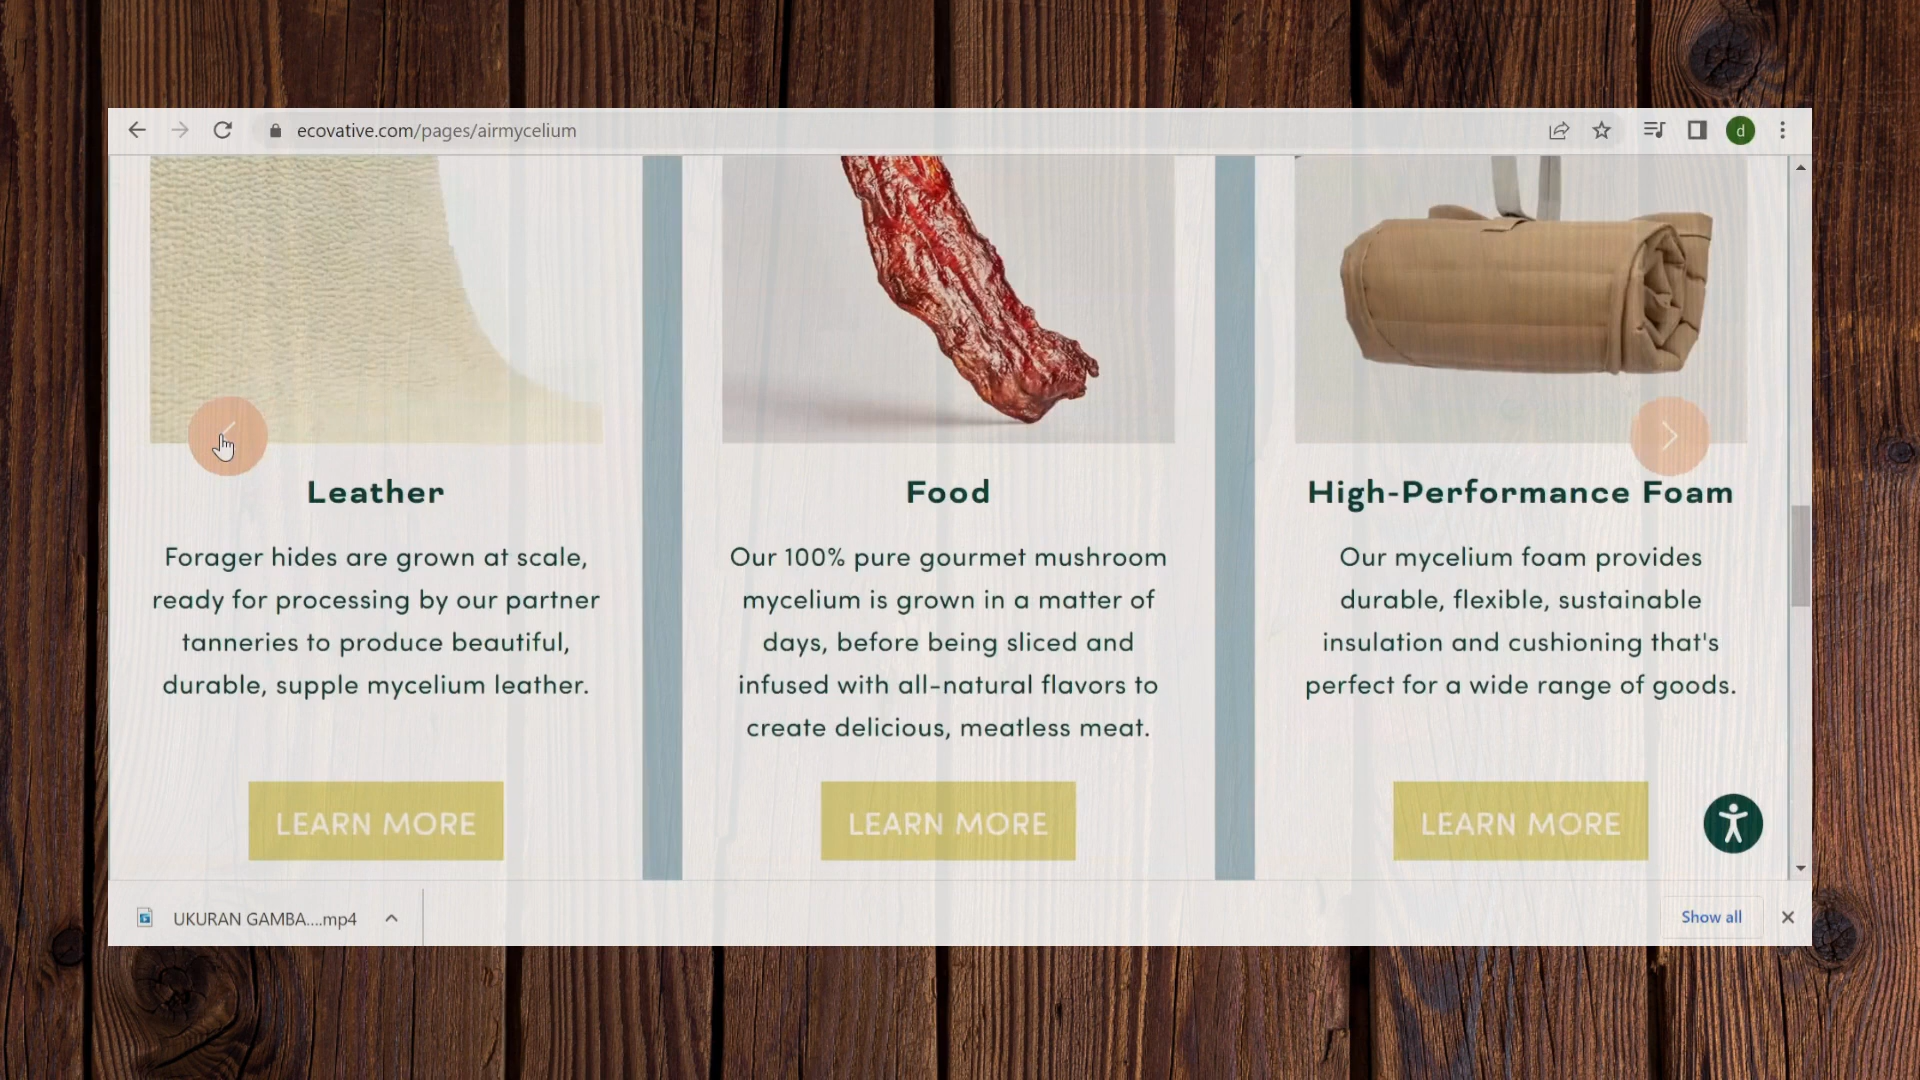 ecovative.com/pages/airmycelium
d
Leather
Forager hides are grown at scale,
ready for processing by our partner
tanneries to produce beautiful,
durable, supple mycelium leather.
LEARN MORE
Food
Our 100% pure gourmet mushroom
mycelium is grown in a matter of
days, before being sliced and
infused with all-natural flavors to
create delicious, meatless meat.
LEARN MORE
High-Performance Foam
Our mycelium foam provides
durable, flexible, sustainable
insulation and cushioning that's
perfect for a wide range of goods.
LEARN MORE
UKURAN GAMBA....mp4
Show all